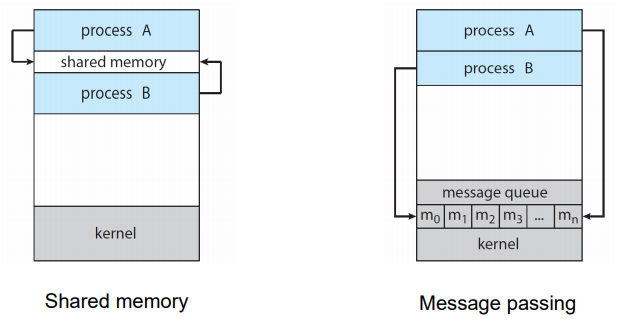 process A
shared memory
process B
kernel
Shared memory
process A
process B
message queue
m0 m1 m2 m3 ... mn
kernel
Message passing